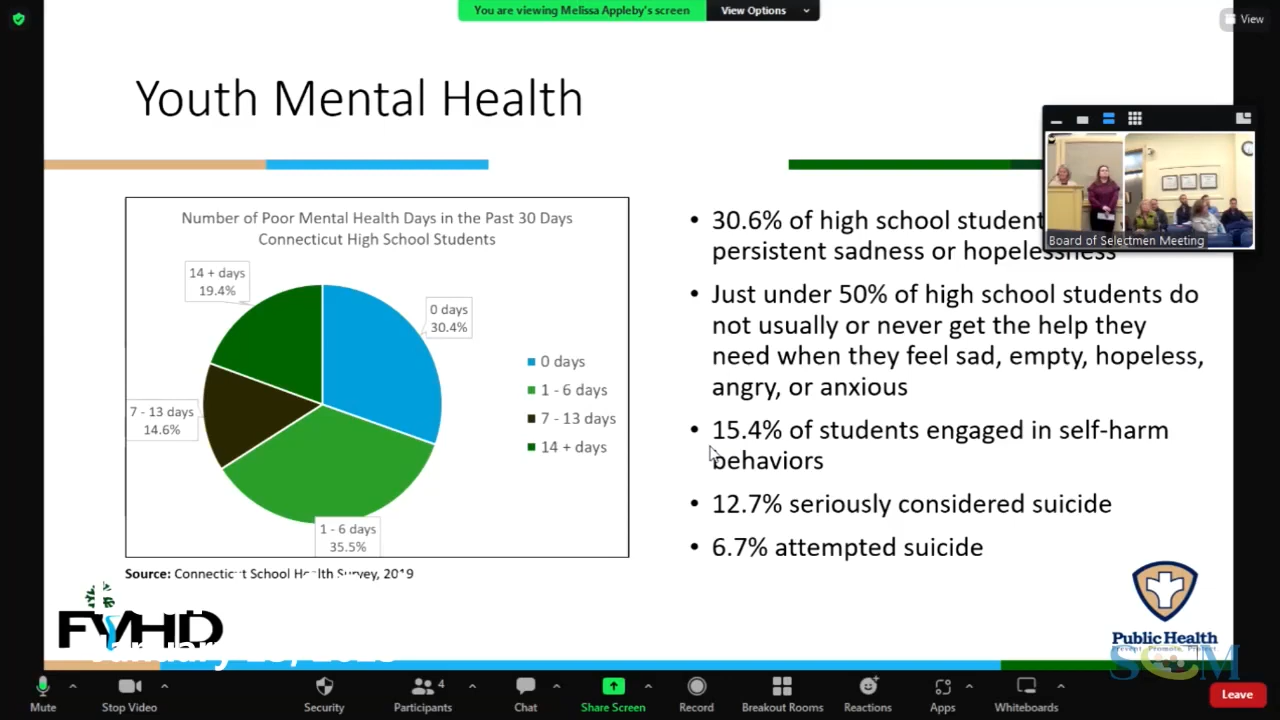 You are viewing Melissa Appleby's screen
View Options
View
Youth Mental Health
Board of Selectmen Meeting
Number of Poor Mental Health Days in the Past 30 Days
Connecticut High School Students
14 + days
19.4%
0 days
30.4%
7 - 13 days
14.6%
1 - 6 days
35.5%
0 days
1 - 6 days
7 - 13 days
14 + days
Source: Connecticut School Health Survey, 2019
• 30.6% of high school student
persistent sadness or hopelessness
• Just under 50% of high school students do
not usually or never get the help they
need when they feel sad, empty, hopeless,
angry, or anxious
• 15.4% of students engaged in self-harm
behaviors
• 12.7% seriously considered suicide
• 6.7% attempted suicide
FVHD
Public Health
Prevent. Promote. Protect.
Mute
Stop Video
Security
4
Participants
Chat
Share Screen
Record
Breakout Rooms
Reactions
Apps
Whiteboards
Leave